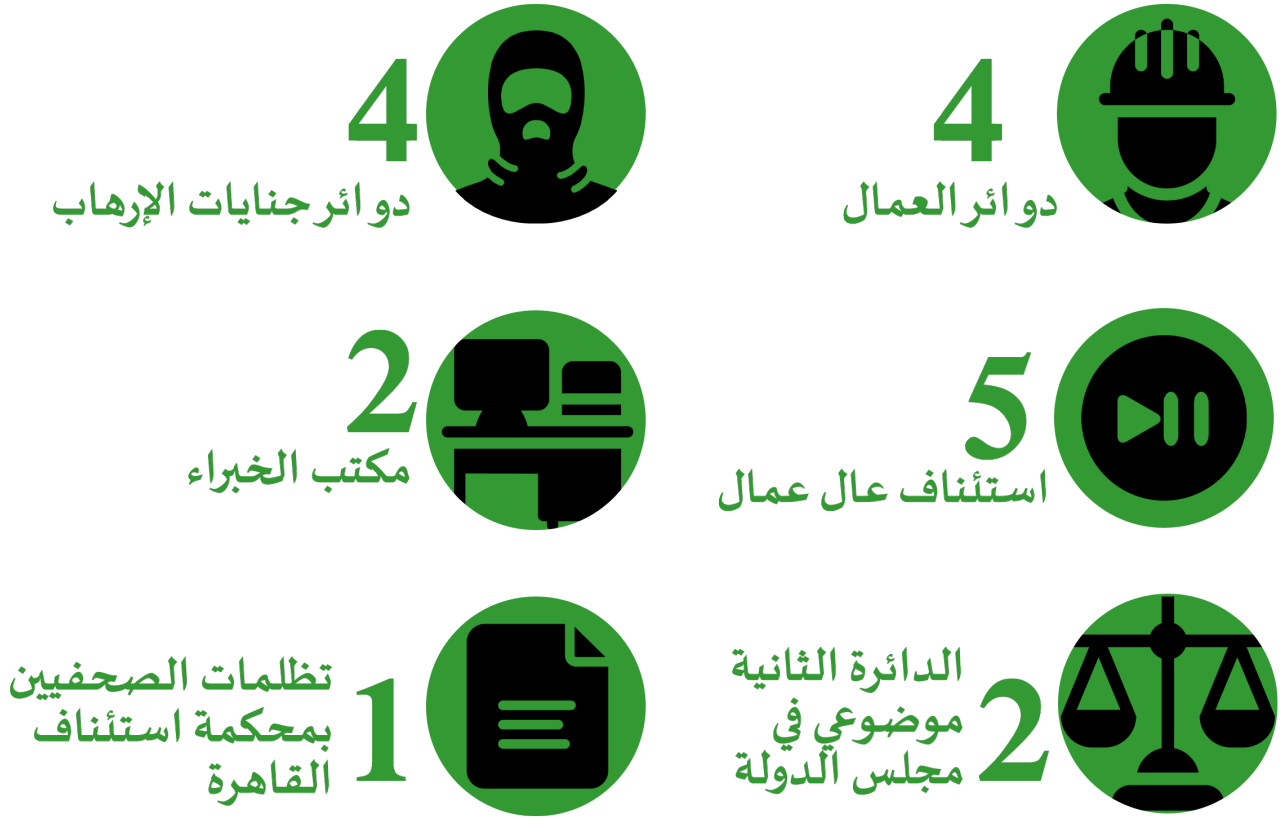 4
دوائر العمال
4
دوائر جنايات الإرهاب
5
استئناف عال عمال
2
مكتب الخبراء
2
الدائرة الثانية
موضوعي في
مجلس الدولة
1
تظلمات الصحفيين
بمحكمة استئناف
القاهرة